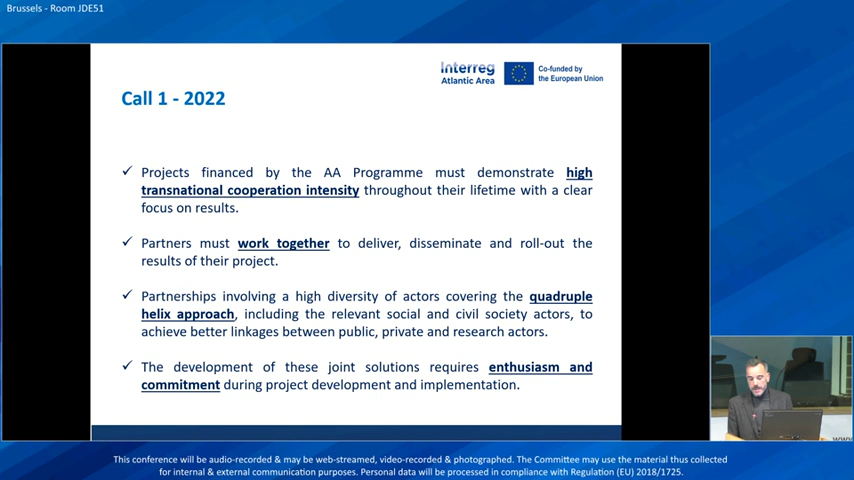 Brussels - Room JDE51
Interreg
Atlantic Area
Co-funded by
the European Union
Call 1 - 2022
✓ Projects financed by the AA Programme must demonstrate high
transnational cooperation intensity throughout their lifetime with a clear
focus on results.
✓ Partners must work together to deliver, disseminate and roll-out the
results of their project.
✓ Partnerships involving a high diversity of actors covering the quadruple
helix approach, including the relevant social and civil society actors, to
achieve better linkages between public, private and research actors.
✓ The development of these joint solutions requires enthusiasm and
commitment during project development and implementation.
This conference will be audio-recorded & may be web-streamed, video-recorded & photographed. The Committee may use the material thus collected
for internal & external communication purposes. Personal data will be processed in compliance with Regulation (EU) 2018/1725.